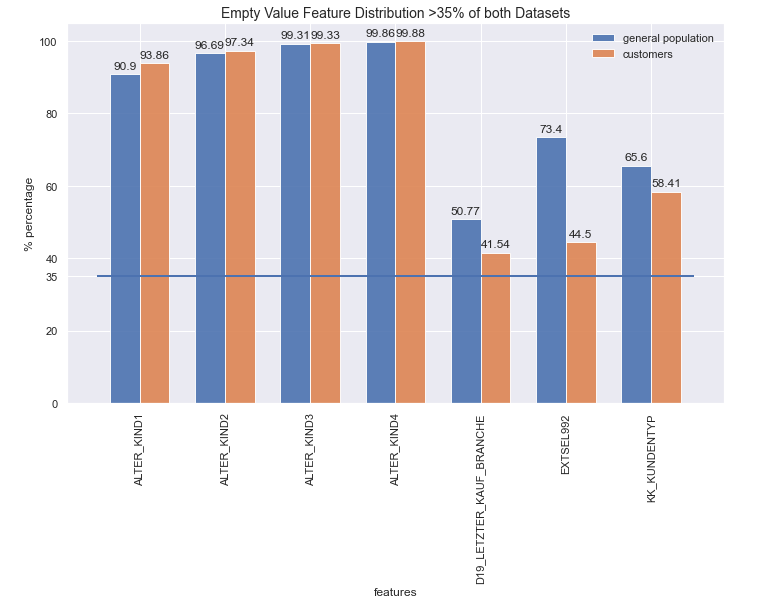 Empty Value Feature Distribution >35% of both Datasets
general population
customers
% percentage
100
80
60
40
35
20
0
90.9
93.86
96.69
97.34
99.31
99.33
99.86
99.88
50.77
41.54
73.4
44.5
65.6
58.41
ALTER_KIND1
ALTER_KIND2
ALTER_KIND3
ALTER_KIND4
D19_LETZTER_KAUF_BRANCHE
EXTSEL992
KK_KUNDENTYP
features